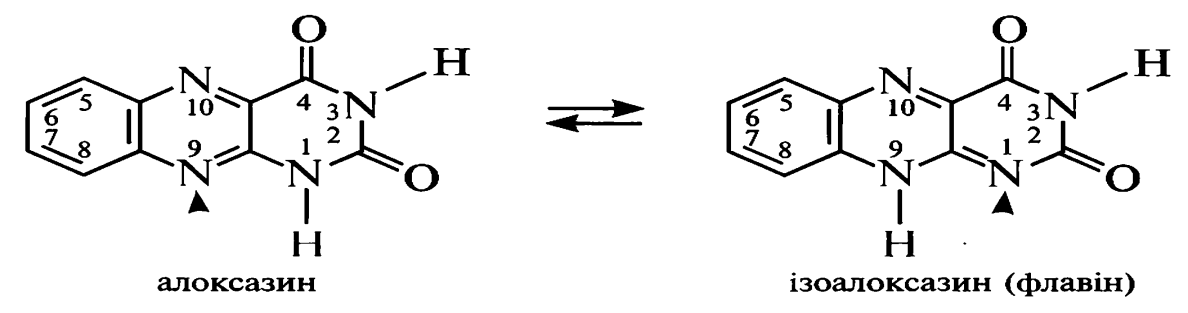 O O
N 10 4 N 3 H N 10 4 N 3 H
5 6 7 8 9 N 1 N 2 O 5 6 7 8 9 N 1 N 2 O
H H
алоксазин ізоалоксазин (флавін)